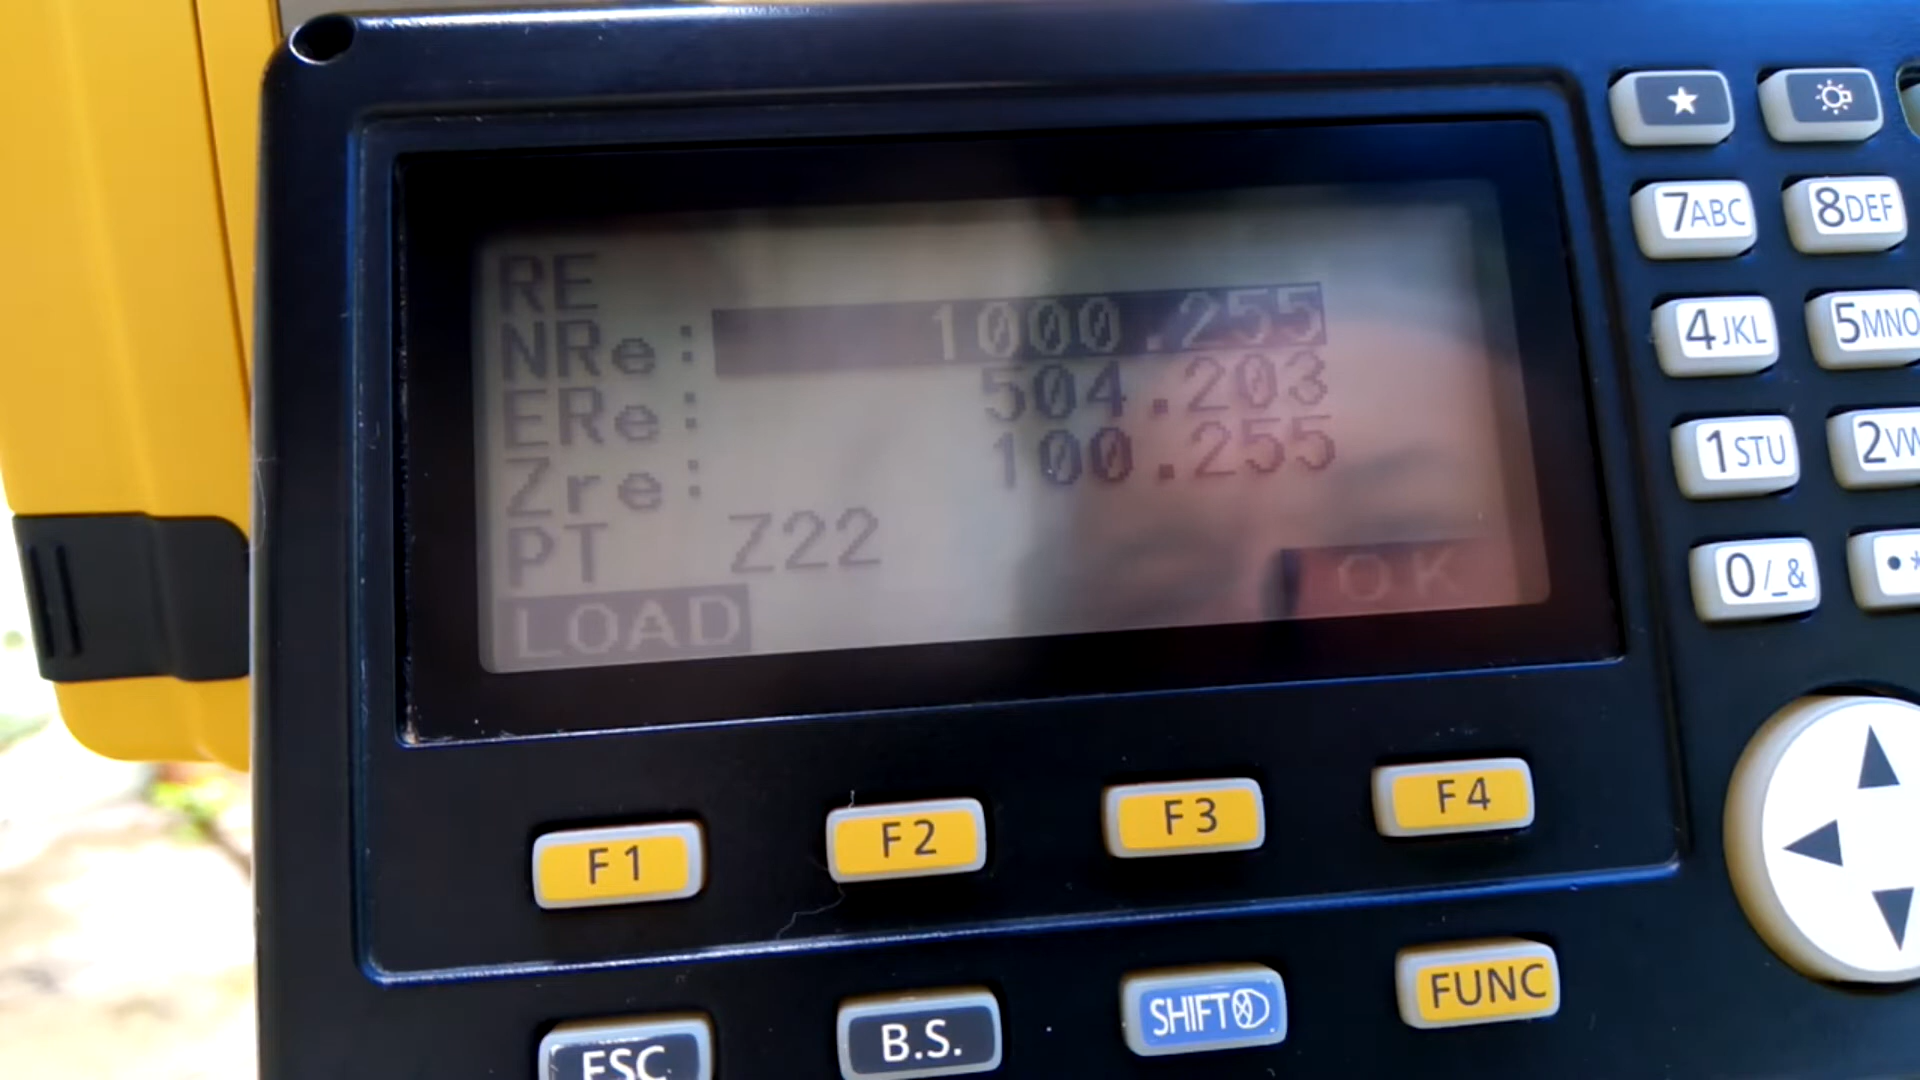 RE
NRe: 1000.255
ERe: 504.203
Zre: 100.255
PT Z22
LOAD OK
F1 F2 F3 F4
ESC B.S. SHIFT FUNC
7ABC 8DEF
4JKL 5MNO
1STU
0/_&